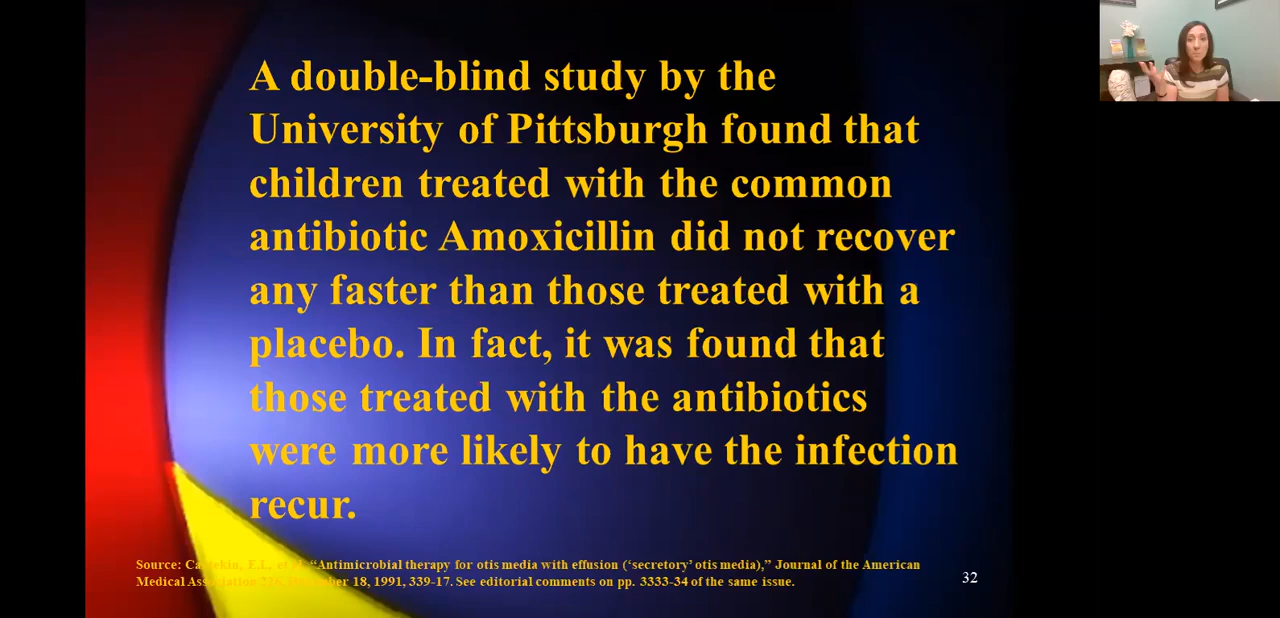 A double-blind study by the
University of Pittsburgh found that
children treated with the common
antibiotic Amoxicillin did not recover
any faster than those treated with a
placebo. In fact, it was found that
those treated with the antibiotics
were more likely to have the infection
recur.
Source: E.I., "Antimicrobial therapy for otis media with effusion ('secretory' otis media)," Journal of the American
Medical 18, 1991, 339-17. See editorial comments on pp. 3333-34 of the same issue.
32